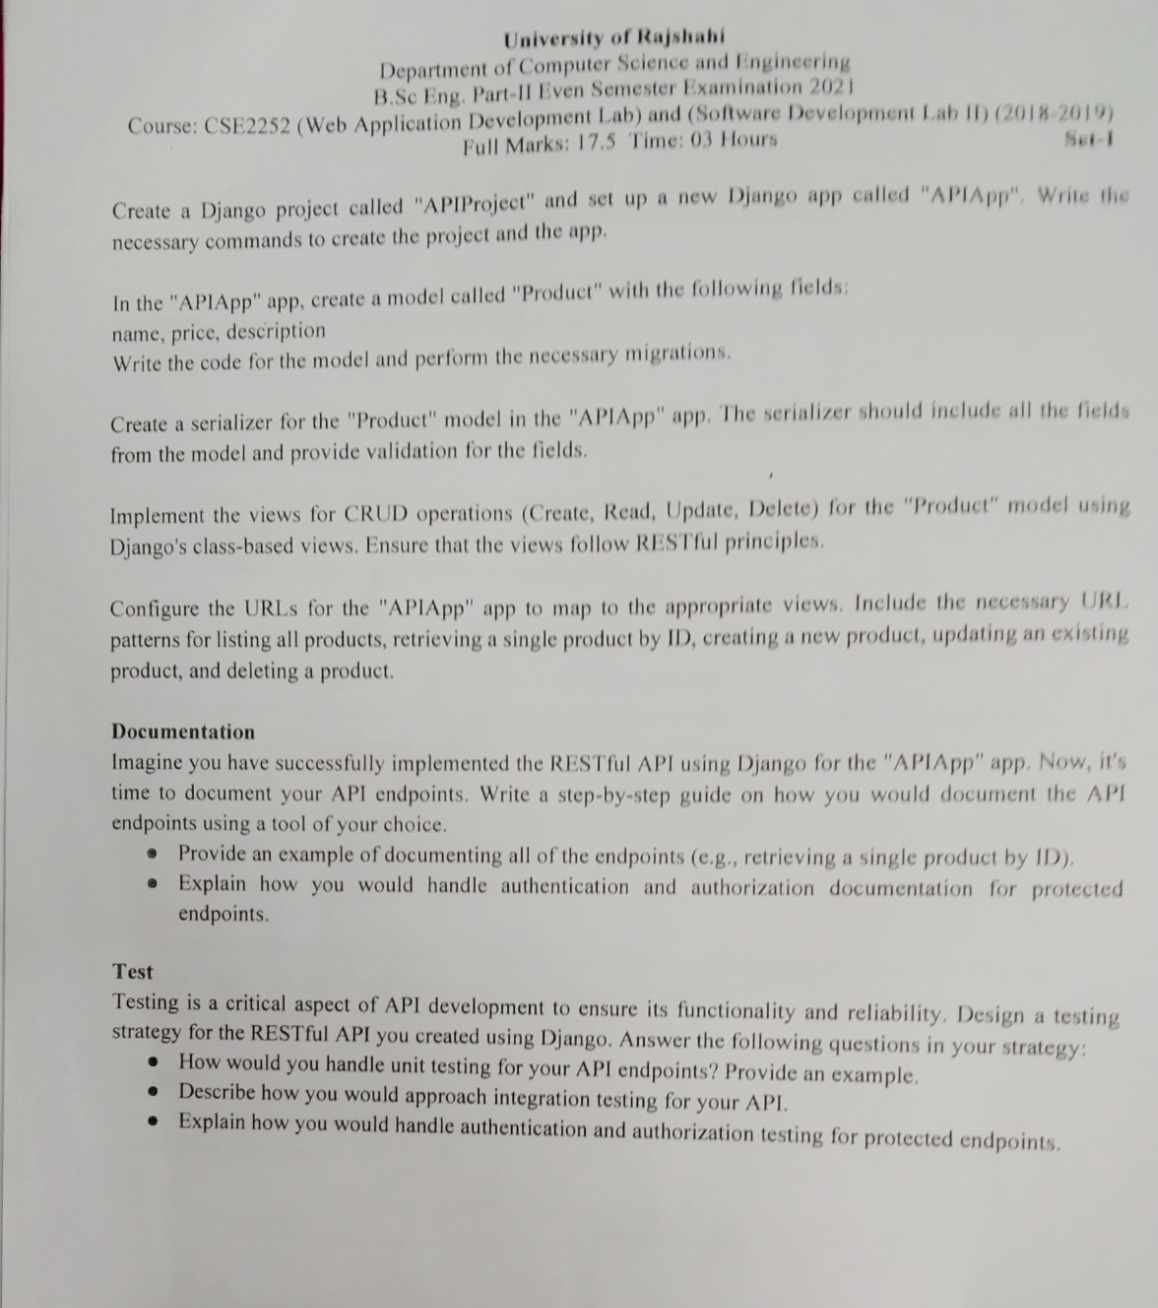 University of Rajshahi
Department of Computer Science and Engineering
B.Sc Eng. Part-II Even Semester Examination 2021
Course: CSE2252 (Web Application Development Lab) and (Software Development Lab II) (2018-2019)
Full Marks: 17.5 Time: 03 Hours
Set-I
Create a Django project called "APIProject" and set up a new Django app called "APIApp". Write the
necessary commands to create the project and the app.
In the "APIApp" app, create a model called "Product" with the following fields:
name, price, description
Write the code for the model and perform the necessary migrations.
Create a serializer for the "Product" model in the "APIApp" app. The serializer should include all the fields
from the model and provide validation for the fields.
Implement the views for CRUD operations (Create, Read, Update, Delete) for the "Product" model using
Django's class-based views. Ensure that the views follow RESTful principles.
Configure the URLs for the "APIApp" app to map to the appropriate views. Include the necessary URL
patterns for listing all products, retrieving a single product by ID, creating a new product, updating an existing
product, and deleting a product.
Documentation
Imagine you have successfully implemented the RESTful API using Django for the "APIApp" app. Now, it's
time to document your API endpoints. Write a step-by-step guide on how you would document the API
endpoints using a tool of your choice.
• Provide an example of documenting all of the endpoints (e.g., retrieving a single product by ID).
• Explain how you would handle authentication and authorization documentation for protected
endpoints.
Test
Testing is a critical aspect of API development to ensure its functionality and reliability. Design a testing
strategy for the RESTful API you created using Django. Answer the following questions in your strategy:
• How would you handle unit testing for your API endpoints? Provide an example.
• Describe how you would approach integration testing for your API.
• Explain how you would handle authentication and authorization testing for protected endpoints.